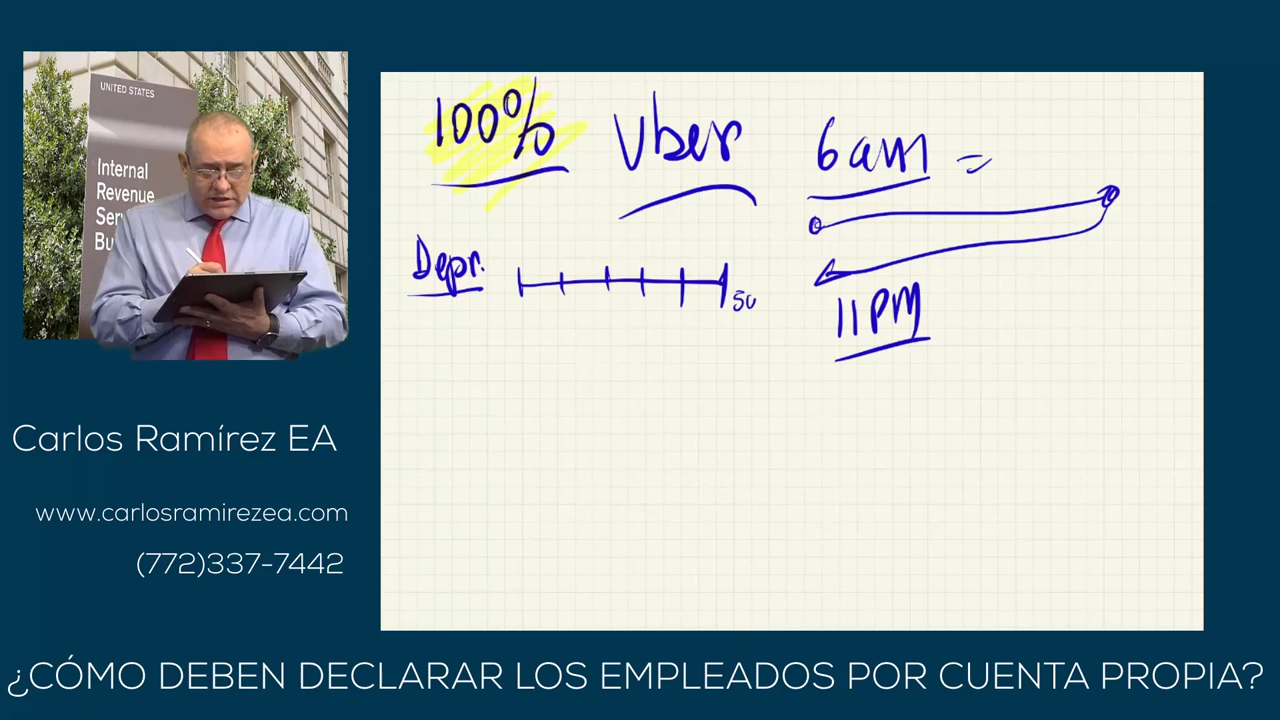 UNITED STATES
Internal
Revenue
100% Uber 6am =
Depr.
11PM
Carlos Ramírez EA
www.carlosramirezea.com
(772)337-7442
¿CÓMO DEBEN DECLARAR LOS EMPLEADOS POR CUENTA PROPIA?